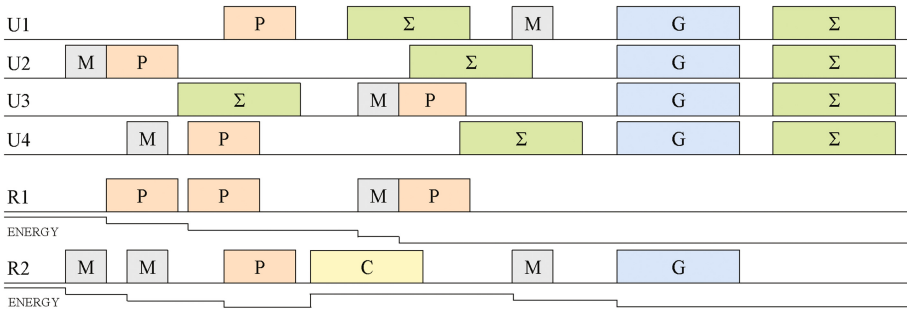 U1 P Σ M G Σ
U2 M P Σ G Σ
U3 Σ M P G Σ
U4 M P Σ G Σ
R1 P P M P
ENERGY
R2 M M P C M G
ENERGY